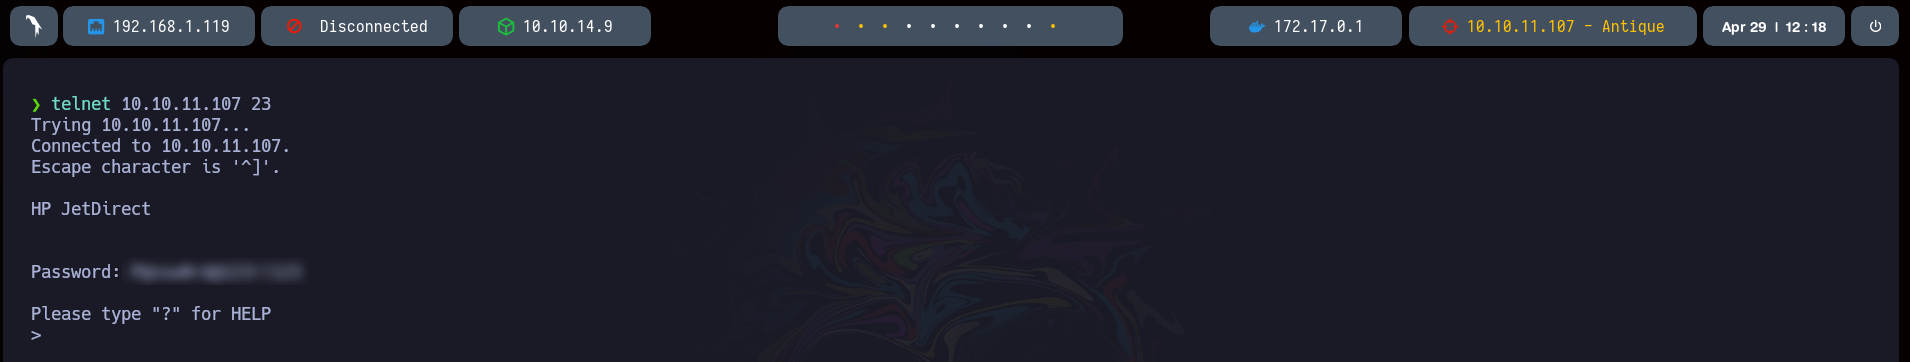 192.168.1.119 Disconnected 10.10.14.9 172.17.0.1 10.10.11.107 - Antique Apr 29 | 12:18
❯ telnet 10.10.11.107 23
Trying 10.10.11.107...
Connected to 10.10.11.107.
Escape character is '^]'.
HP JetDirect
Password:
Please type "?" for HELP
>